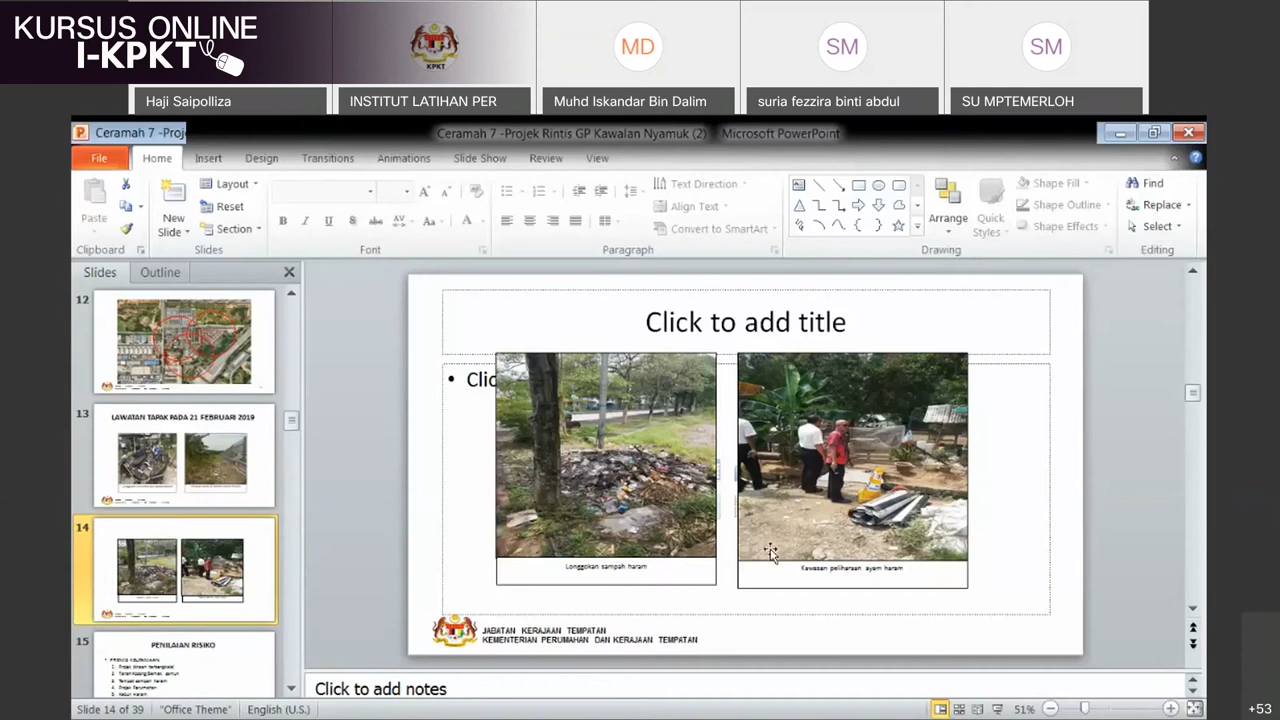 KURSUS ONLINE
I-KPKT
KPKT
MD
SM
SM
Haji Saipolliza
INSTITUT LATIHAN PER
Muhd Iskandar Bin Dalim
suria fezzira binti abdul
SU MPTEMERLOH
Ceramah 7 -Proje
Ceramah 7 -Projek Rintis GP Kawalan Nyamuk (2) - Microsoft PowerPoint
File Home Insert Design Transitions Animations Slide Show Review View
Paste
New Slide
Layout
Reset
Section
Text Direction
Align Text
Convert to SmartArt
Arrange
Quick Styles
Shape Fill
Shape Outline
Shape Effects
Find
Replace
Select
Clipboard Slides Font Paragraph Drawing Editing
Slides Outline
12
13
LAWATAN TAPAK PADA 21 FEBRUARI 2019
14
15
PENILAIAN RISIKO
Click to add title
• Clic
Longgokan sampah haram
Kawasan peliharaan ayam haram
JABATAN KERAJAAN TEMPATAN
KEMENTERIAN PERUMAHAN DAN KERAJAAN TEMPATAN
Click to add notes
Slide 14 of 39 "Office Theme" English (U.S.) 51%
+53